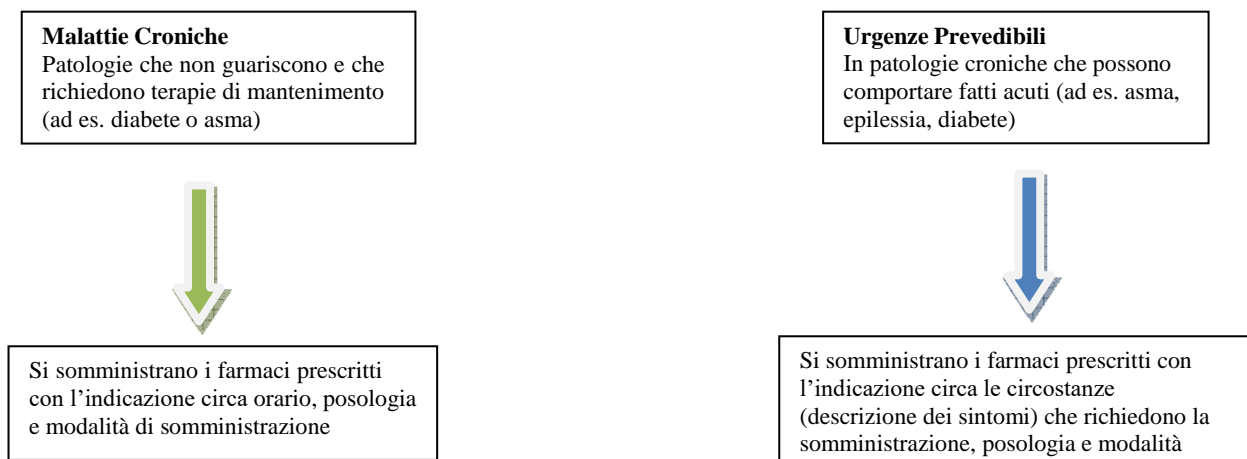 Malattie Croniche
Patologie che non guariscono e che
richiedono terapie di mantenimento
(ad es. diabete o asma)
Urgenze Prevedibili
In patologie croniche che possono
comportare fatti acuti (ad es. asma,
epilessia, diabete)
Si somministrano i farmaci prescritti
con l’indicazione circa orario, posologia
e modalità di somministrazione
Si somministrano i farmaci prescritti con
l’indicazione circa le circostanze
(descrizione dei sintomi) che richiedono la
somministrazione, posologia e modalità